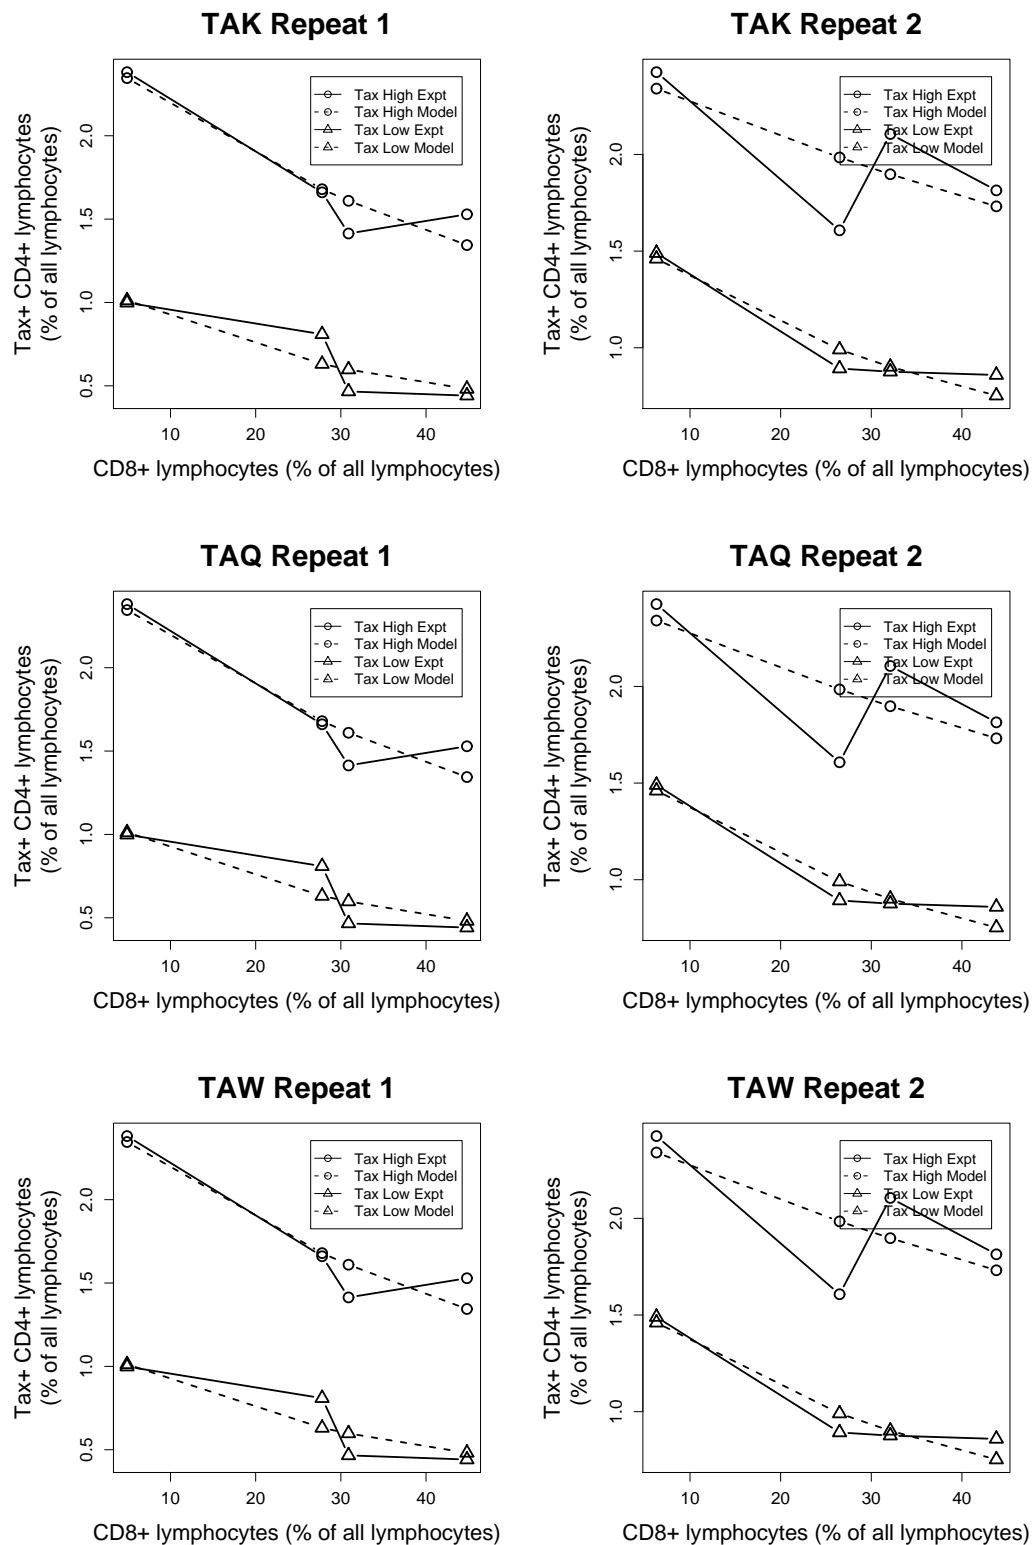 TAK Repeat 1
Tax+ CD4+ lymphocytes
(% of all lymphocytes)
2.0
1.5
1.0
0.5
Tax High Expt
Tax High Model
Tax Low Expt
Tax Low Model
10 20 30 40
CD8+ lymphocytes (% of all lymphocytes)
TAK Repeat 2
Tax+ CD4+ lymphocytes
(% of all lymphocytes)
2.0
1.5
1.0
Tax High Expt
Tax High Model
Tax Low Expt
Tax Low Model
10 20 30 40
CD8+ lymphocytes (% of all lymphocytes)
TAQ Repeat 1
Tax+ CD4+ lymphocytes
(% of all lymphocytes)
2.0
1.5
1.0
0.5
Tax High Expt
Tax High Model
Tax Low Expt
Tax Low Model
10 20 30 40
CD8+ lymphocytes (% of all lymphocytes)
TAQ Repeat 2
Tax+ CD4+ lymphocytes
(% of all lymphocytes)
2.0
1.5
1.0
Tax High Expt
Tax High Model
Tax Low Expt
Tax Low Model
10 20 30 40
CD8+ lymphocytes (% of all lymphocytes)
TAW Repeat 1
Tax+ CD4+ lymphocytes
(% of all lymphocytes)
2.0
1.5
1.0
0.5
Tax High Expt
Tax High Model
Tax Low Expt
Tax Low Model
10 20 30 40
CD8+ lymphocytes (% of all lymphocytes)
TAW Repeat 2
Tax+ CD4+ lymphocytes
(% of all lymphocytes)
2.0
1.5
1.0
Tax High Expt
Tax High Model
Tax Low Expt
Tax Low Model
10 20 30 40
CD8+ lymphocytes (% of all lymphocytes)